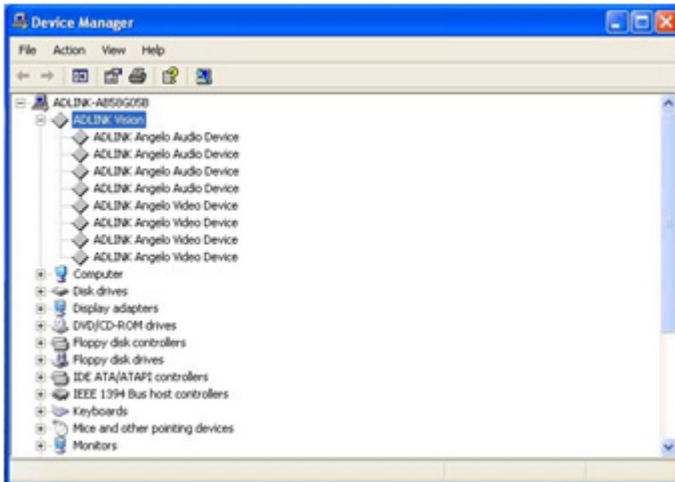 Device Manager
File Action View Help
ADLINK-AB58G05B
ADLINK Vision
ADLINK Angelo Audio Device
ADLINK Angelo Audio Device
ADLINK Angelo Audio Device
ADLINK Angelo Audio Device
ADLINK Angelo Video Device
ADLINK Angelo Video Device
ADLINK Angelo Video Device
ADLINK Angelo Video Device
Computer
Disk drives
Display adapters
DVD/CD-ROM drives
Floppy disk controllers
Floppy disk drives
IDE ATA/ATAPI controllers
IEEE 1394 Bus host controllers
Keyboards
Mice and other pointing devices
Monitors